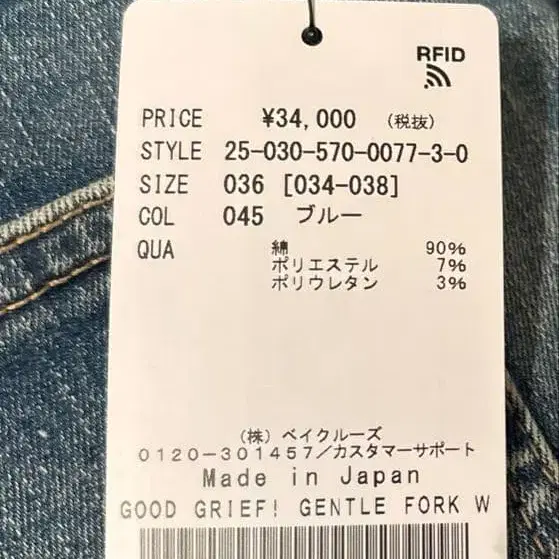 RFID
PRICE ¥34,000 (税抜)
STYLE 25-030-570-0077-3-0
SIZE 036 [034-038]
COL 045 ブルー
QUA 綿 90%
ポリエステル 7%
ポリウレタン 3%
(株) ベイクルーズ
0120-301457/カスタマーサポート
Made in Japan
GOOD GRIEF! GENTLE FORK W